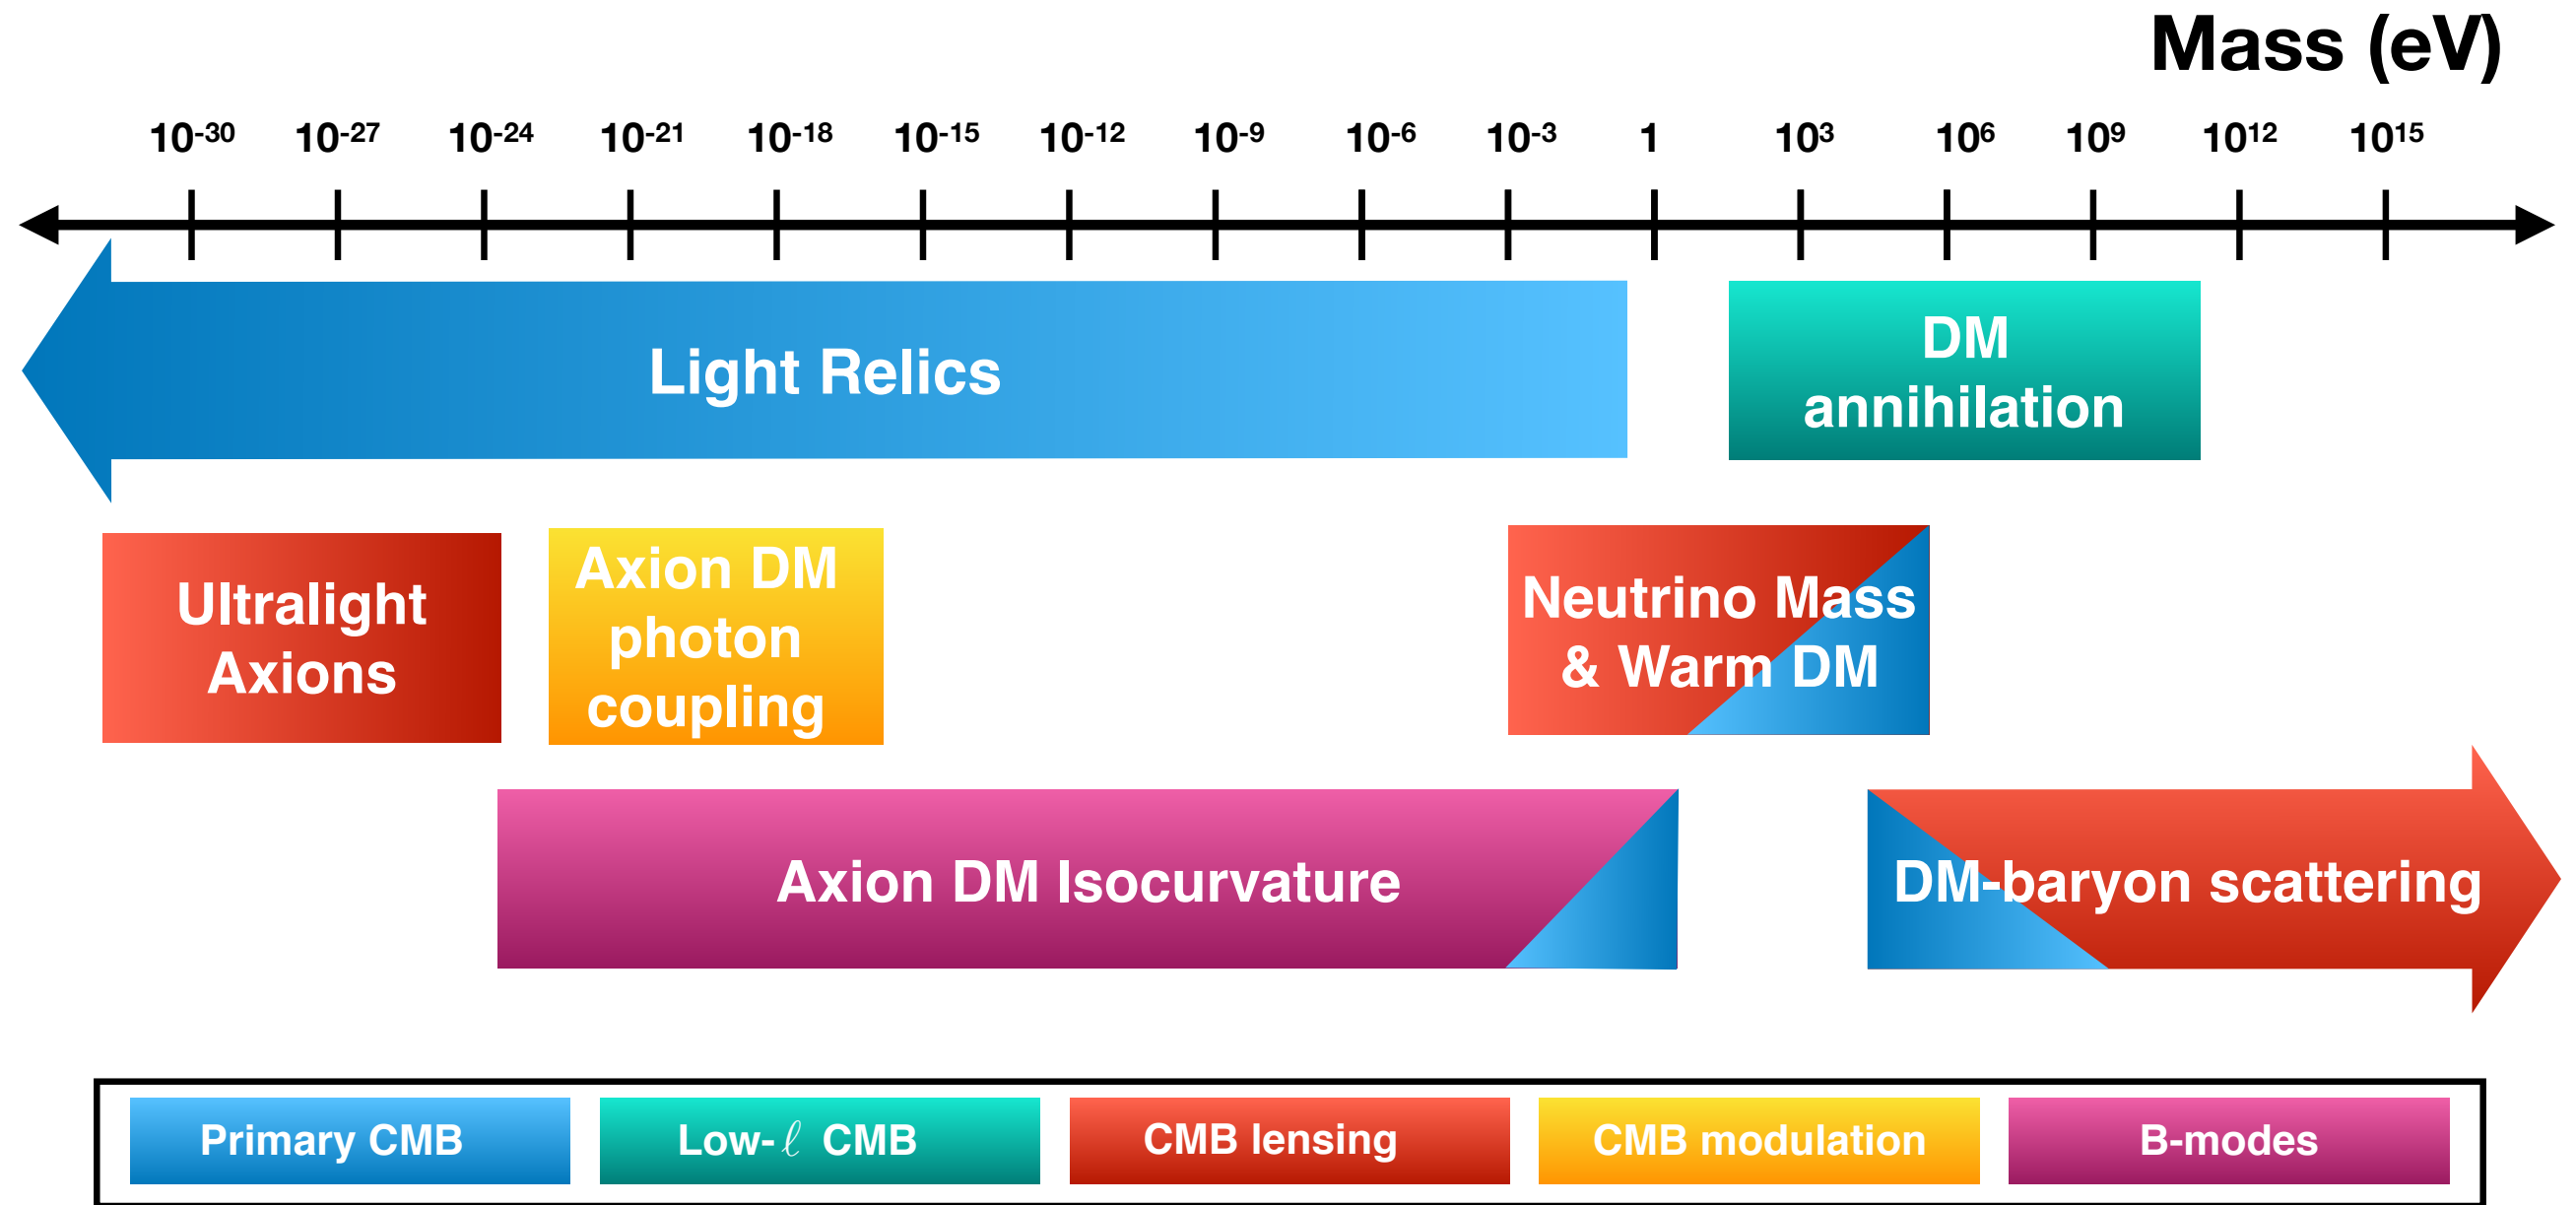 Mass (eV)
10⁻³⁰ 10⁻²⁷ 10⁻²⁴ 10⁻²¹ 10⁻¹⁸ 10⁻¹⁵ 10⁻¹² 10⁻⁹ 10⁻⁶ 10⁻³ 1 10³ 10⁶ 10⁹ 10¹² 10¹⁵
Light Relics
DM
annihilation
Ultralight
Axions
Axion DM
photon
coupling
Neutrino Mass
& Warm DM
Axion DM Isocurvature
DM-baryon scattering
Primary CMB
Low-ℓ CMB
CMB lensing
CMB modulation
B-modes